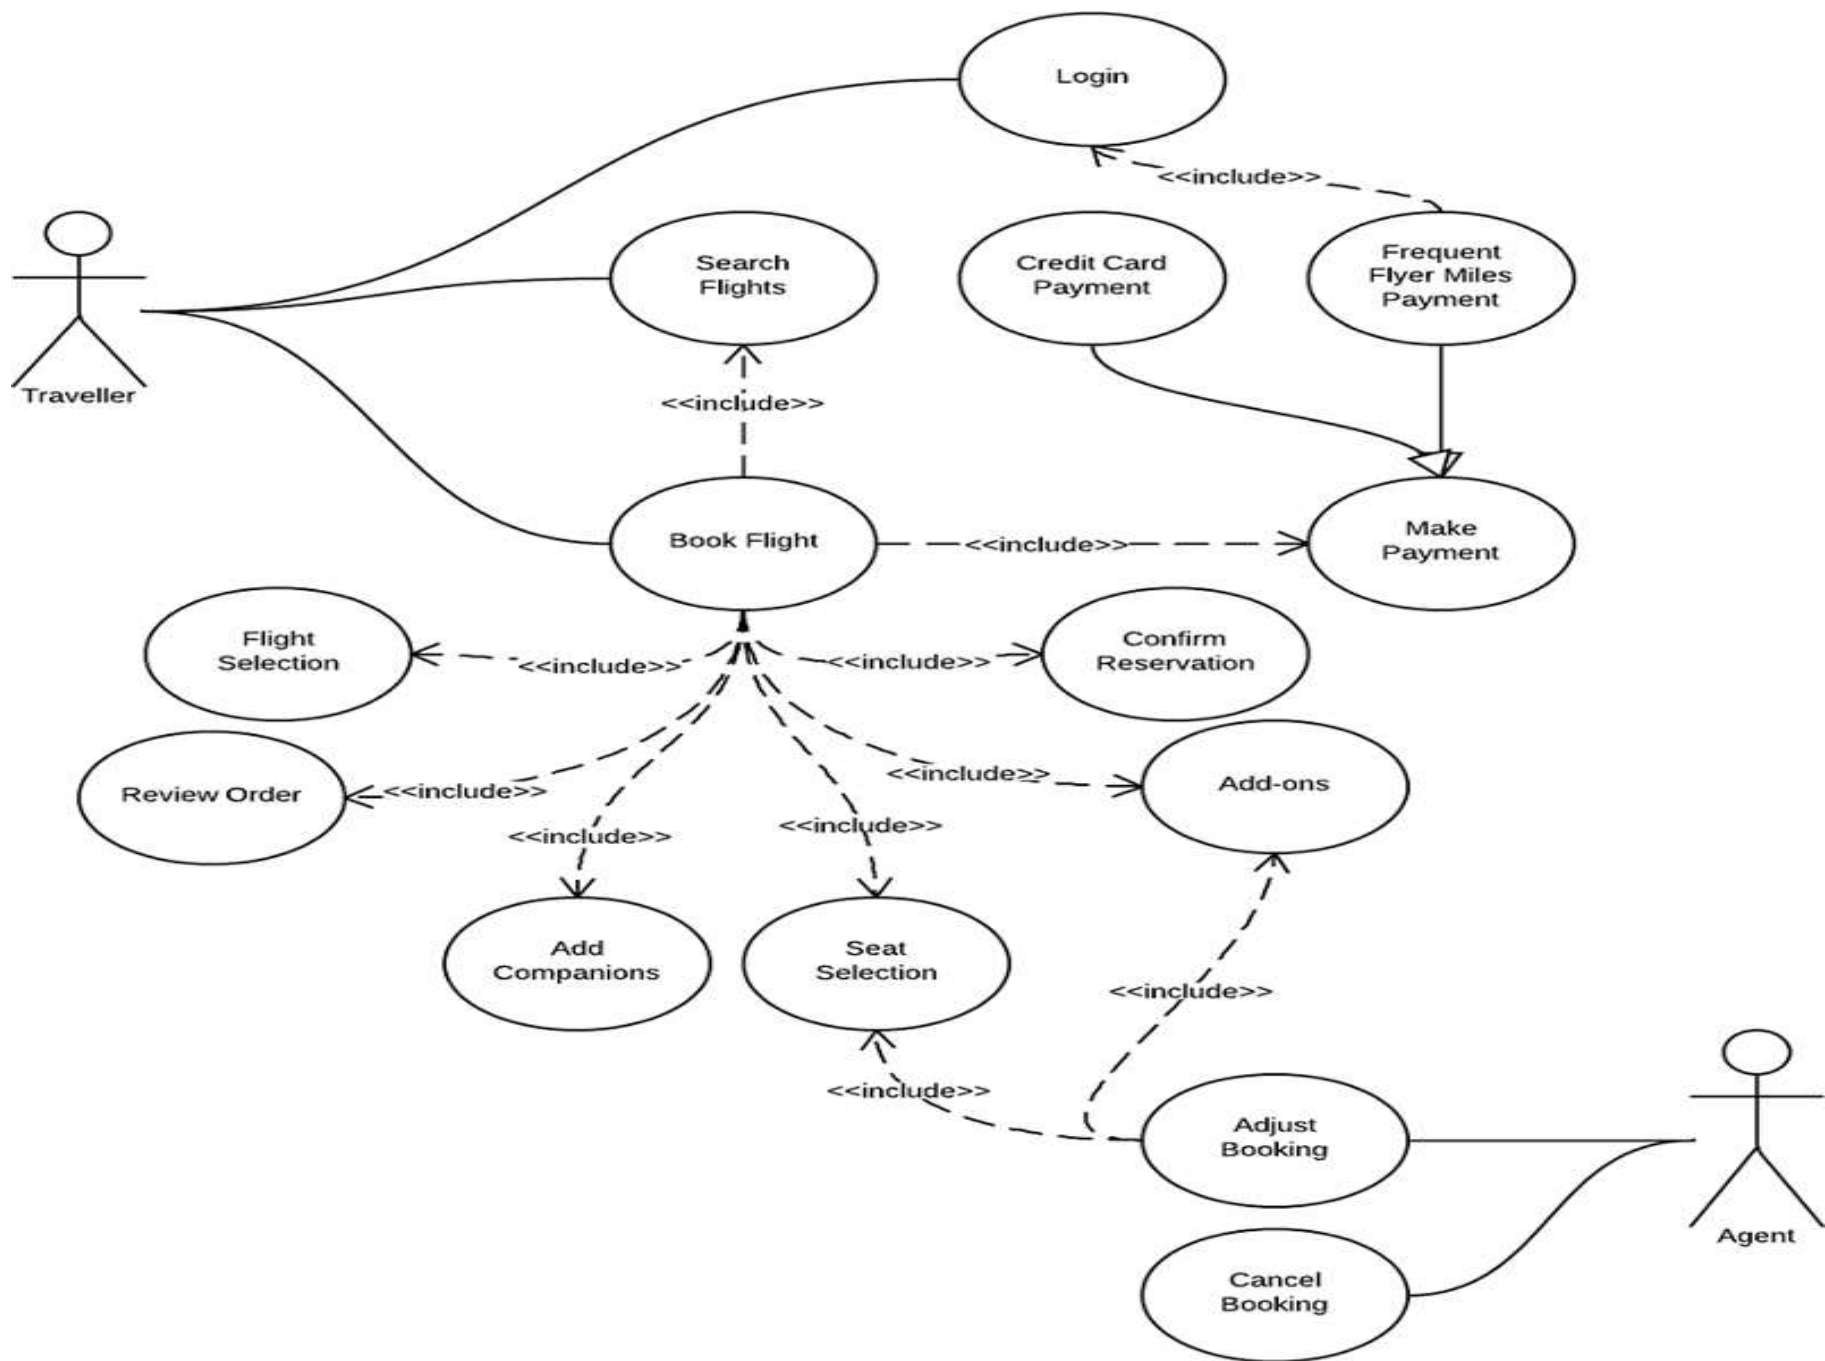 Login
<<include>>
Search
Flights
Credit Card
Payment
Frequent
Flyer Miles
Payment
Traveller
<<include>>
Book Flight
<<include>>
Make
Payment
Flight
Selection
<<include>>
<<include>>
Confirm
Reservation
Review Order
<<include>>
<<include>>
Add-ons
<<include>>
<<include>>
Add
Companions
Seat
Selection
<<include>>
<<include>>
Adjust
Booking
Agent
Cancel
Booking